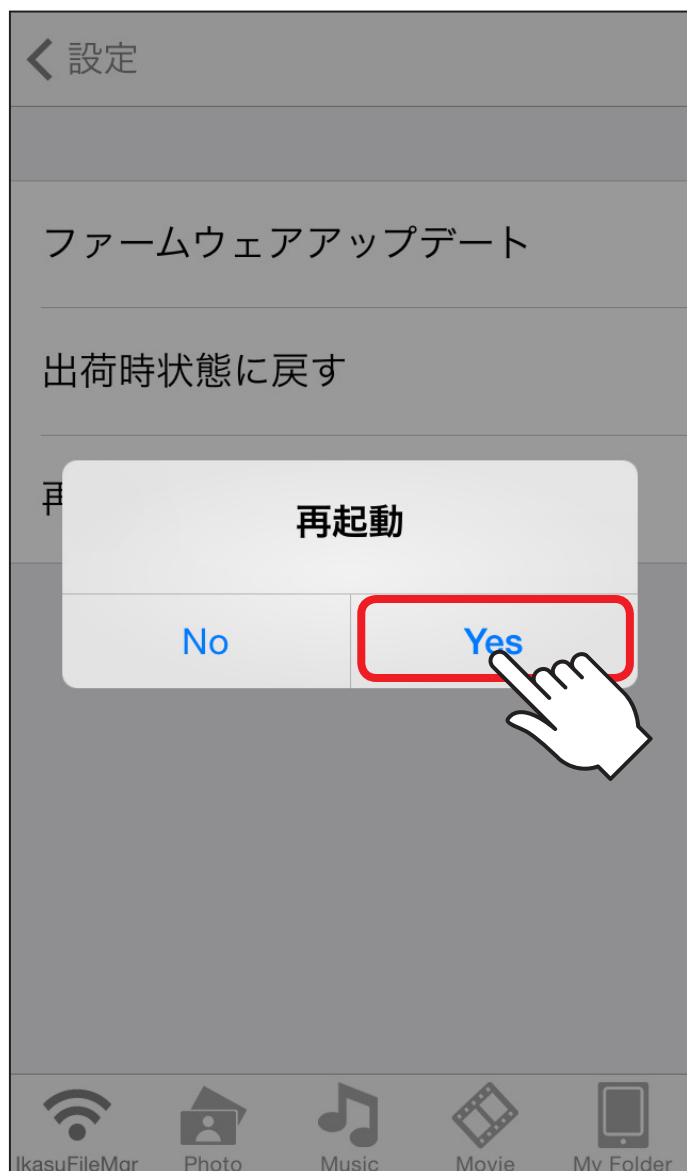 設定
ファームウェアアップデート
出荷時状態に戻す
再
再起動
No Yes
IkasuFileMgr Photo Music Movie My Folder